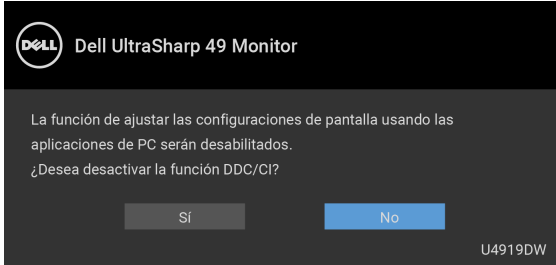 DELL
Dell UltraSharp 49 Monitor
La función de ajustar las configuraciones de pantalla usando las
aplicaciones de PC serán desabilitados.
¿Desea desactivar la función DDC/CI?
Sí
No
U4919DW